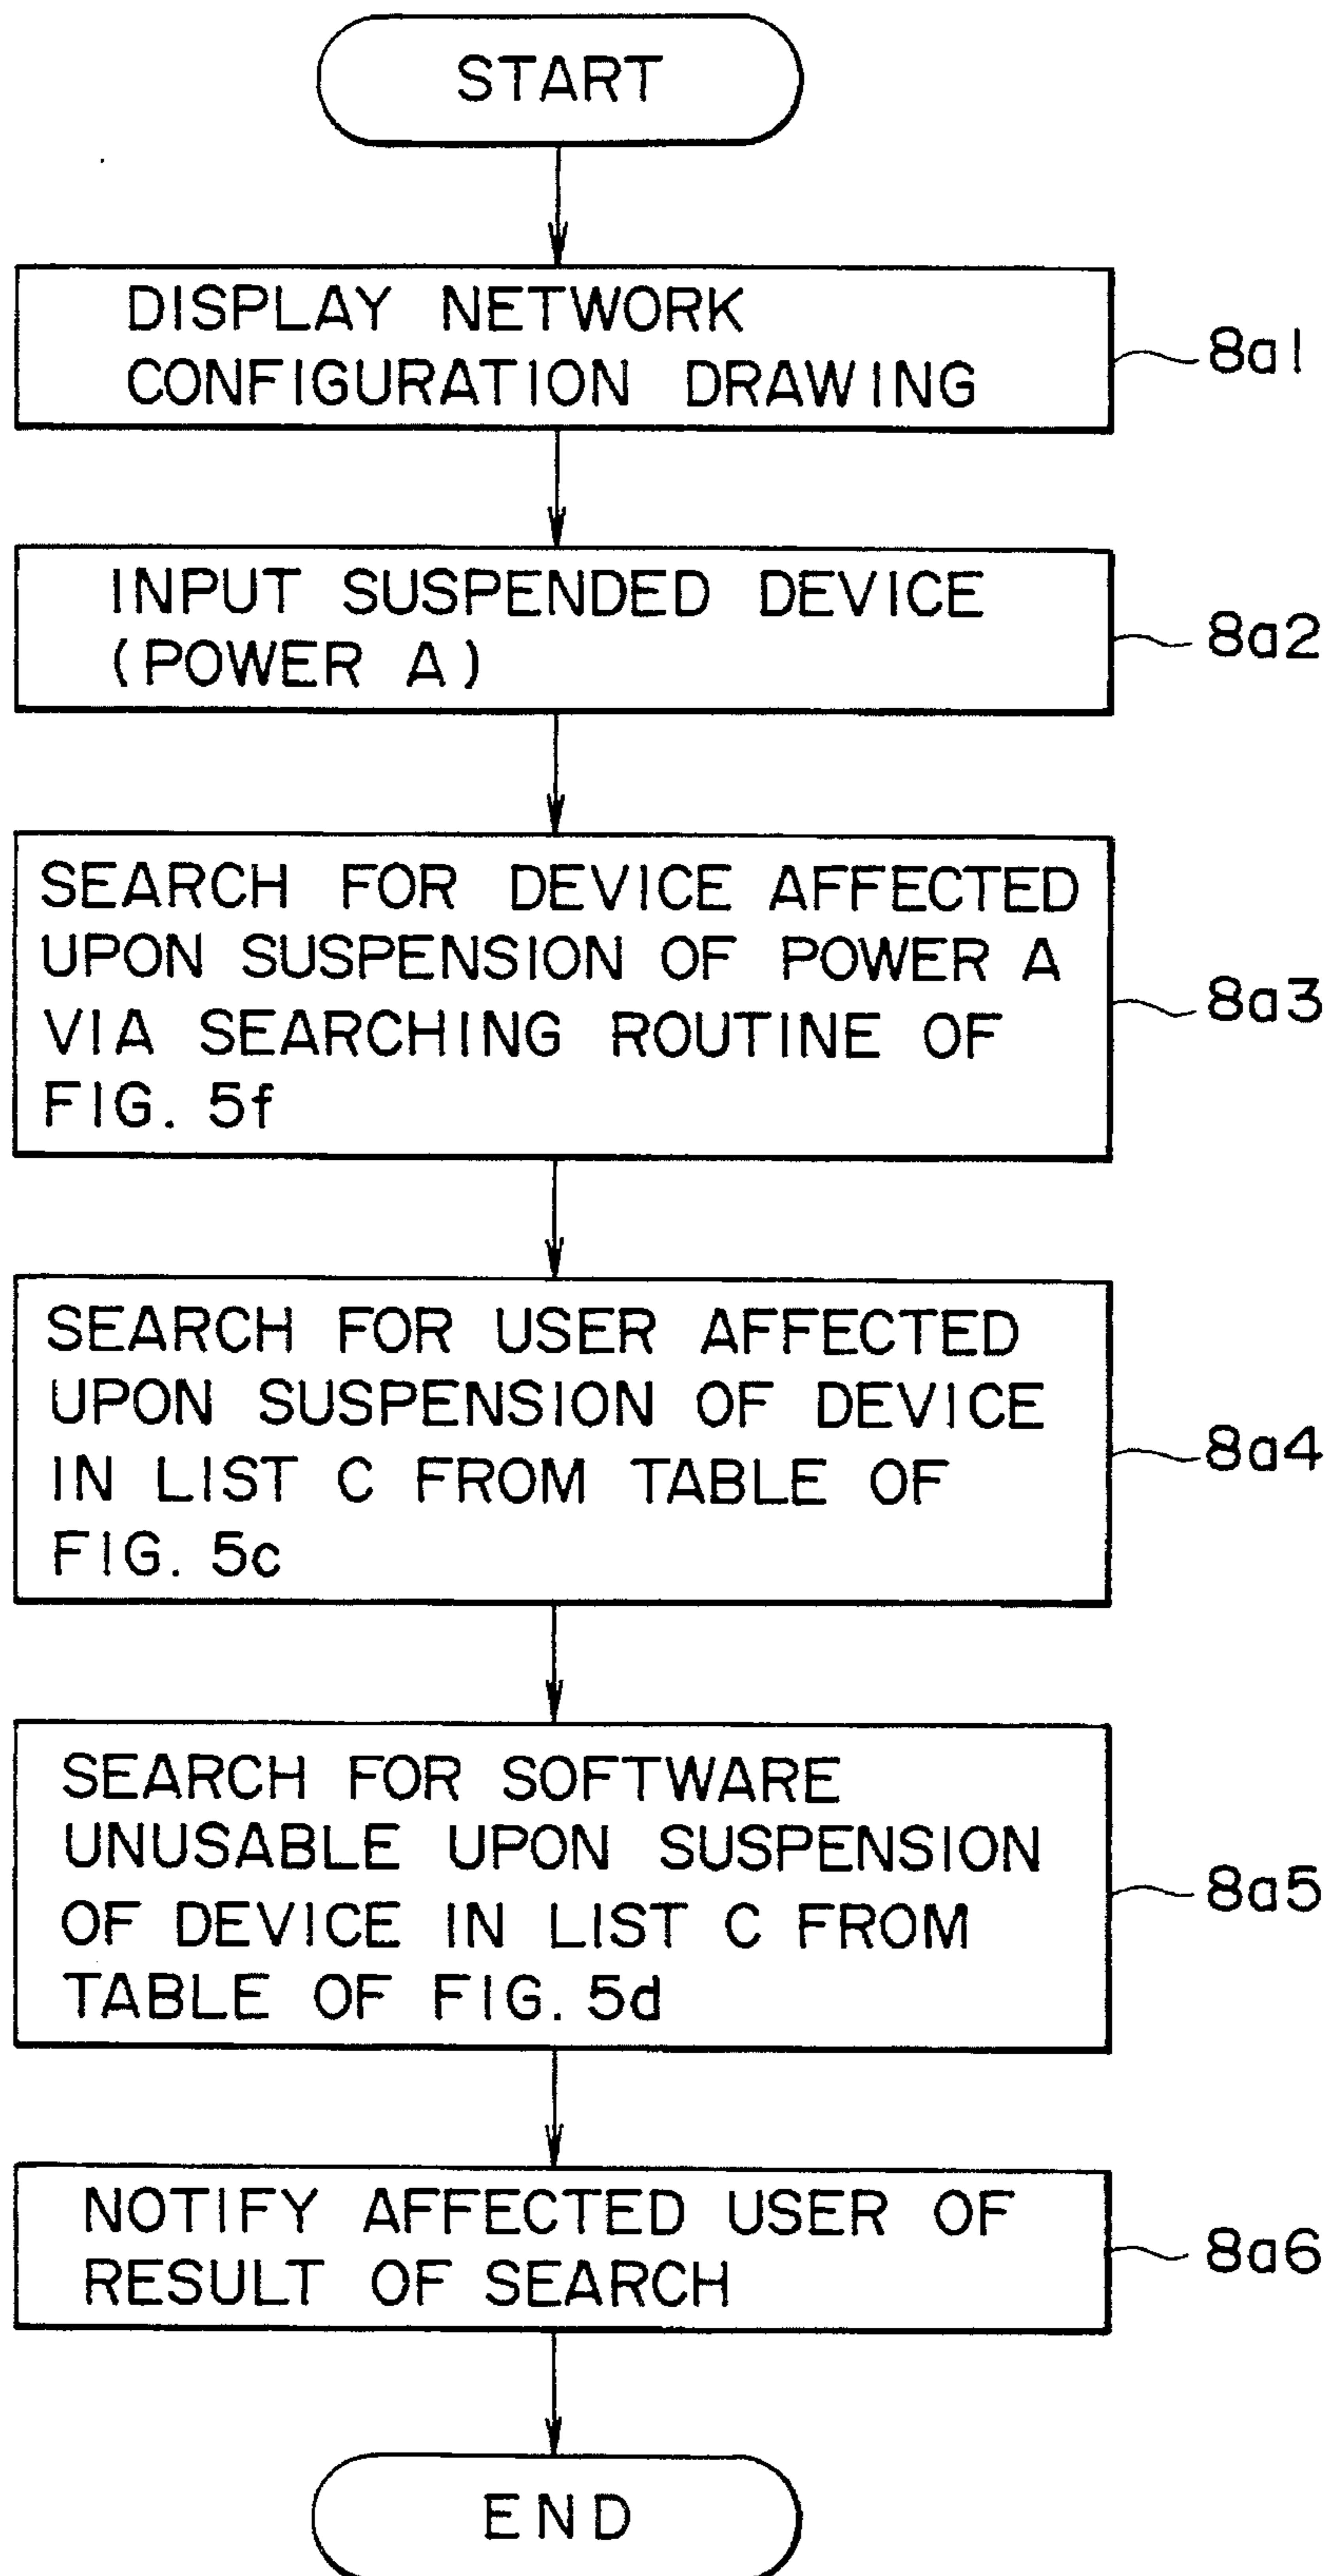 START
DISPLAY NETWORK
CONFIGURATION DRAWING
8a1
INPUT SUSPENDED DEVICE
(POWER A)
8a2
SEARCH FOR DEVICE AFFECTED
UPON SUSPENSION OF POWER A
VIA SEARCHING ROUTINE OF
FIG. 5f
8a3
SEARCH FOR USER AFFECTED
UPON SUSPENSION OF DEVICE
IN LIST C FROM TABLE OF
FIG. 5c
8a4
SEARCH FOR SOFTWARE
UNUSABLE UPON SUSPENSION
OF DEVICE IN LIST C FROM
TABLE OF FIG. 5d
8a5
NOTIFY AFFECTED USER OF
RESULT OF SEARCH
8a6
END